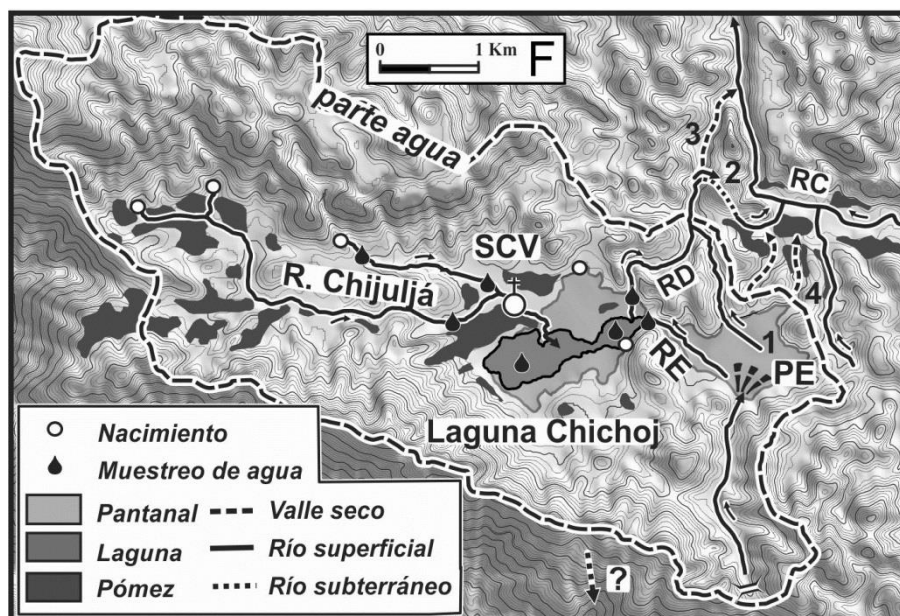 0 1 Km F
parte agua
3
2
RC
SCV
R. Chijuljá
RD
4
1
RE
PE
Laguna Chichoj
Nacimiento
Muestreo de agua
Pantanal
Valle seco
Laguna
Río superficial
Pómez
Río subterráneo
?